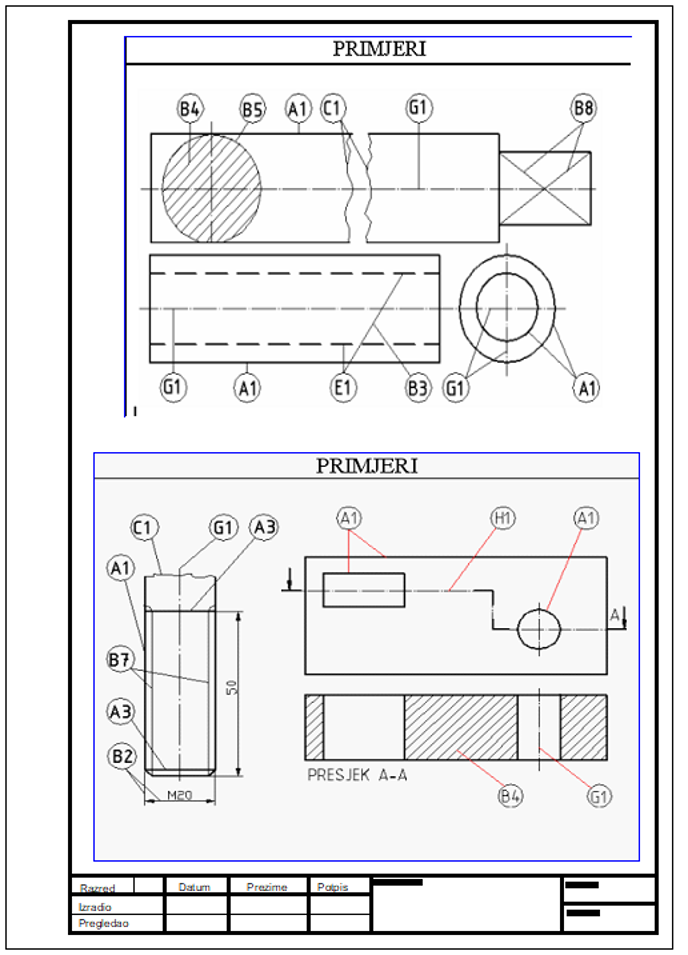 PRIMJERI
B4 B5 A1 C1 G1 B8
G1 A1 E1 B3 G1 A1
PRIMJERI
C1 G1 A3 A1 H1 A1
A1
A
B7
50
A3
B2
M20
PRESJEK A-A
B4 G1
Razred Datum Prezime Potpis
Izradio
Pregledao